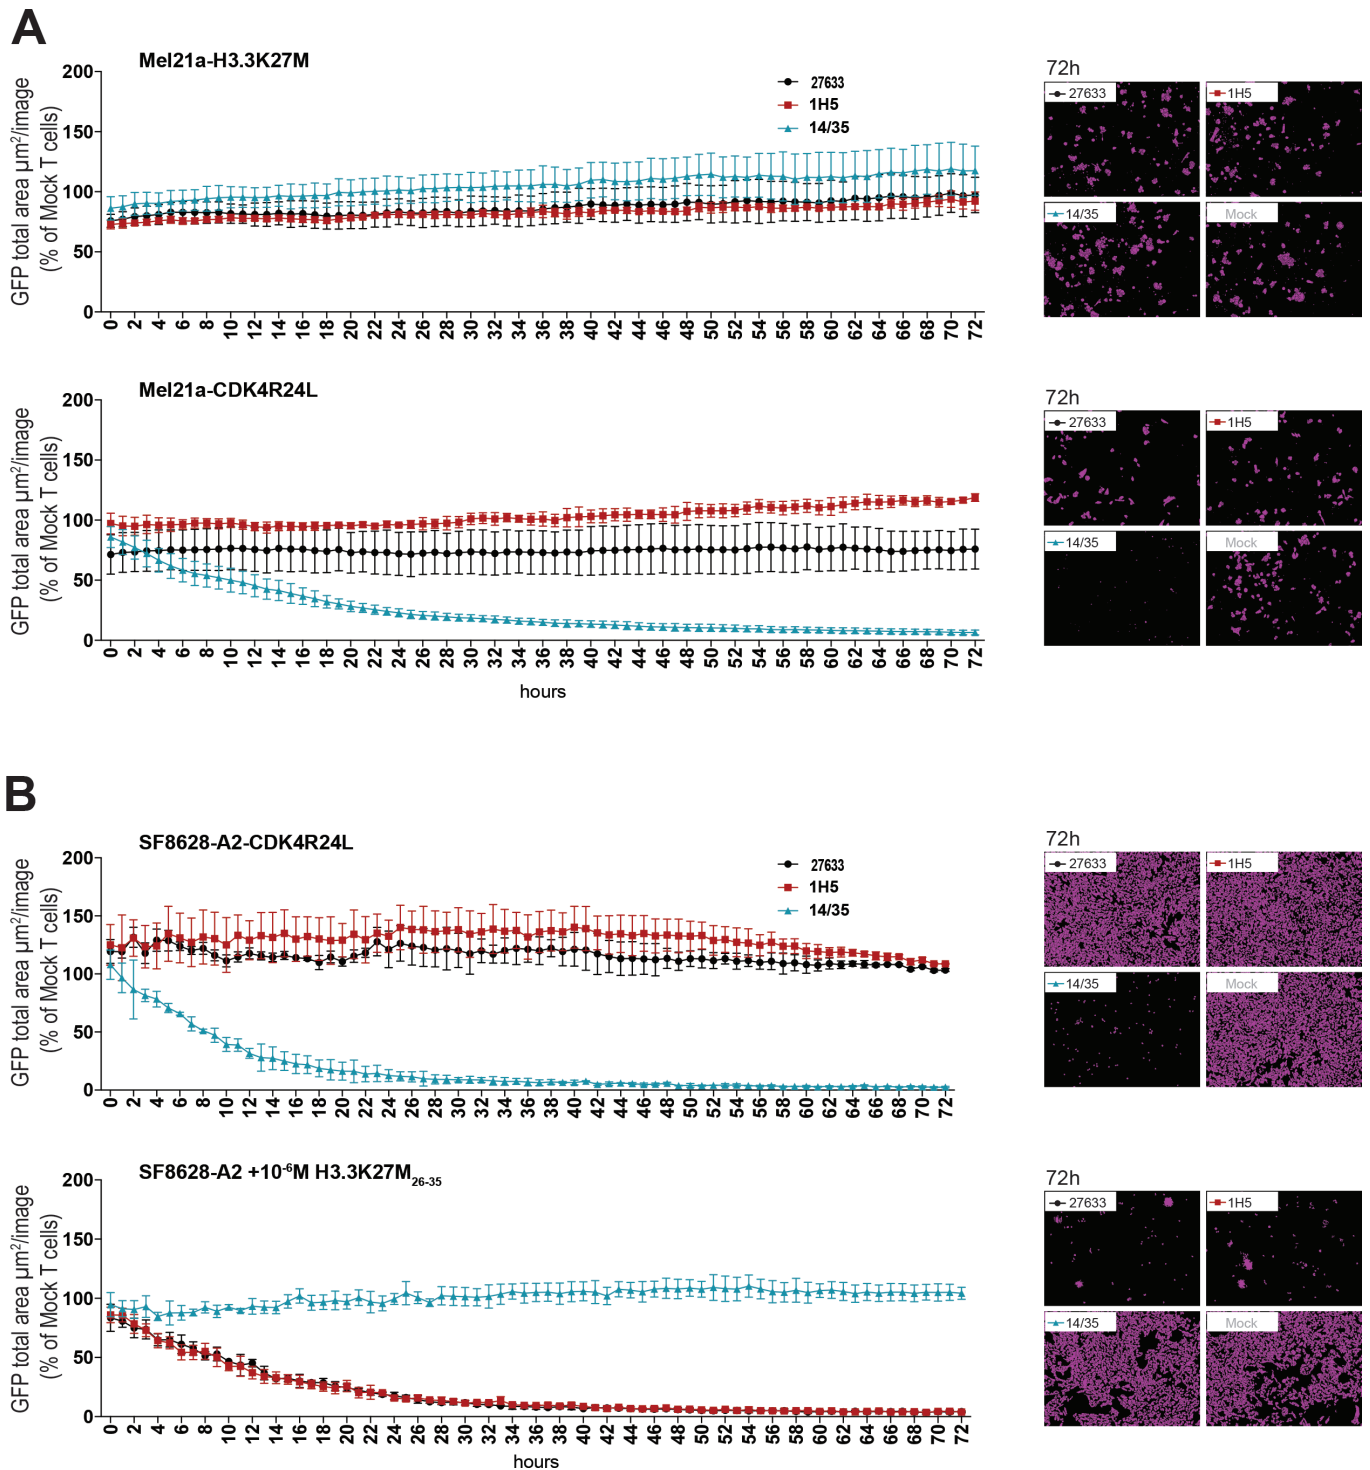 A
Mel21a-H3.3K27M
GFP total area µm²/image
(% of Mock T cells)
200
150
100
50
0
27633
1H5
14/35
0 2 4 6 8 10 12 14 16 18 20 22 24 26 28 30 32 34 36 38 40 42 44 46 48 50 52 54 56 58 60 62 64 66 68 70 72
72h
27633
1H5
14/35
Mock
Mel21a-CDK4R24L
GFP total area µm²/image
(% of Mock T cells)
200
150
100
50
0
0 2 4 6 8 10 12 14 16 18 20 22 24 26 28 30 32 34 36 38 40 42 44 46 48 50 52 54 56 58 60 62 64 66 68 70 72
hours
72h
27633
1H5
14/35
Mock
B
SF8628-A2-CDK4R24L
GFP total area µm²/image
(% of Mock T cells)
200
150
100
50
0
27633
1H5
14/35
0 2 4 6 8 10 12 14 16 18 20 22 24 26 28 30 32 34 36 38 40 42 44 46 48 50 52 54 56 58 60 62 64 66 68 70 72
72h
27633
1H5
14/35
Mock
SF8628-A2 +10⁻⁶M H3.3K27M₂₆₋₃₅
GFP total area µm²/image
(% of Mock T cells)
200
150
100
50
0
0 2 4 6 8 10 12 14 16 18 20 22 24 26 28 30 32 34 36 38 40 42 44 46 48 50 52 54 56 58 60 62 64 66 68 70 72
hours
72h
27633
1H5
14/35
Mock